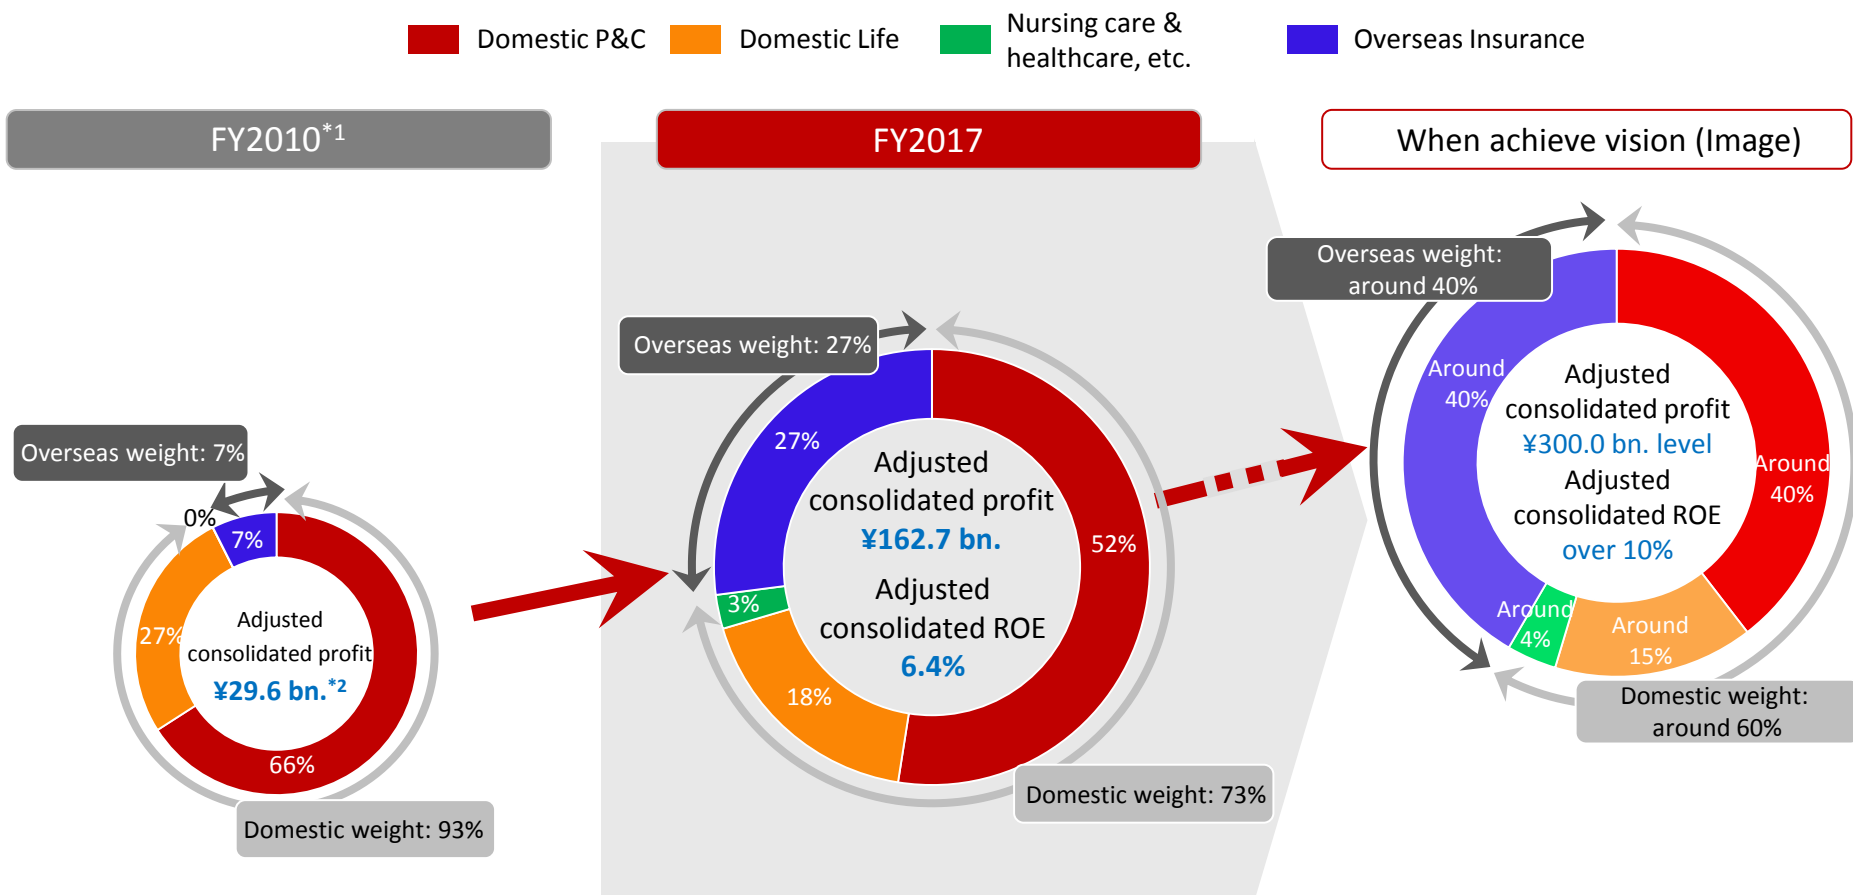 Domestic P&C
Domestic Life
Nursing care &
healthcare, etc.
Overseas Insurance
FY2010*1
FY2017
When achieve vision (Image)
Overseas weight: 7%
0%
7%
27%
66%
Adjusted
consolidated profit
¥29.6 bn.*2
Domestic weight: 93%
Overseas weight: 27%
27%
52%
3%
18%
Adjusted
consolidated profit
¥162.7 bn.
Adjusted
consolidated ROE
6.4%
Domestic weight: 73%
Overseas weight:
around 40%
Around
40%
Around
40%
Around
4%
Around
15%
Adjusted
consolidated profit
¥300.0 bn. level
Adjusted
consolidated ROE
over 10%
Domestic weight:
around 60%